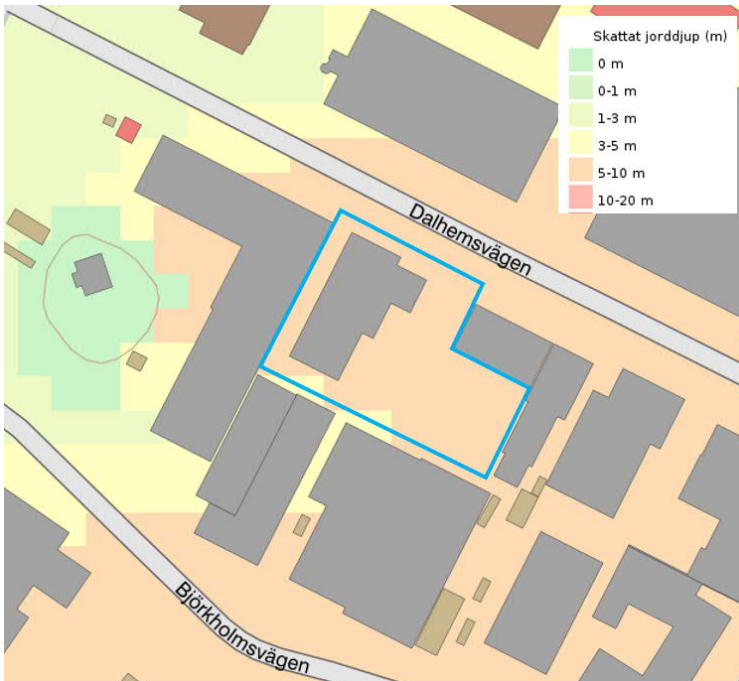 Skattat jorddjup (m)
0 m
0-1 m
1-3 m
3-5 m
5-10 m
10-20 m
Dalhemsvägen
Björkholmsvägen